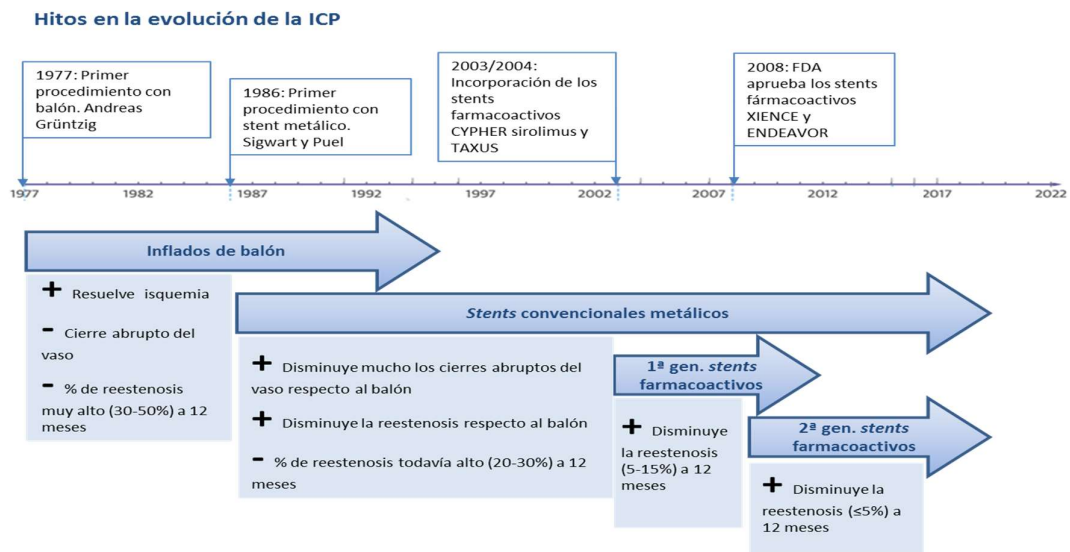 Hitos en la evolución de la ICP
1977: Primer
procedimiento con
balón. Andreas
Grüntzig
1986: Primer
procedimiento con
stent metálico.
Sigwart y Puel
2003/2004:
Incorporación de los
stents
farmacoactivos
CYPHER sirolimus y
TAXUS
2008: FDA
aprueba los stents
fármacoactivos
XIENCE y
ENDEAVOR
1977 1982 1987 1992 1997 2002 2007 2012 2017 2022
Inflados de balón
+ Resuelve isquemia
- Cierre abrupto del
vaso
- % de reestenosis
muy alto (30-50%) a 12
meses
Stents convencionales metálicos
+ Disminuye mucho los cierres abruptos del
vaso respecto al balón
+ Disminuye la reestenosis respecto al balón
- % de reestenosis todavía alto (20-30%) a 12
meses
1ª gen. stents
farmacoactivos
+ Disminuye
la reestenosis
(5-15%) a 12
meses
2ª gen. stents
farmacoactivos
+ Disminuye la
reestenosis (≤5%) a
12 meses